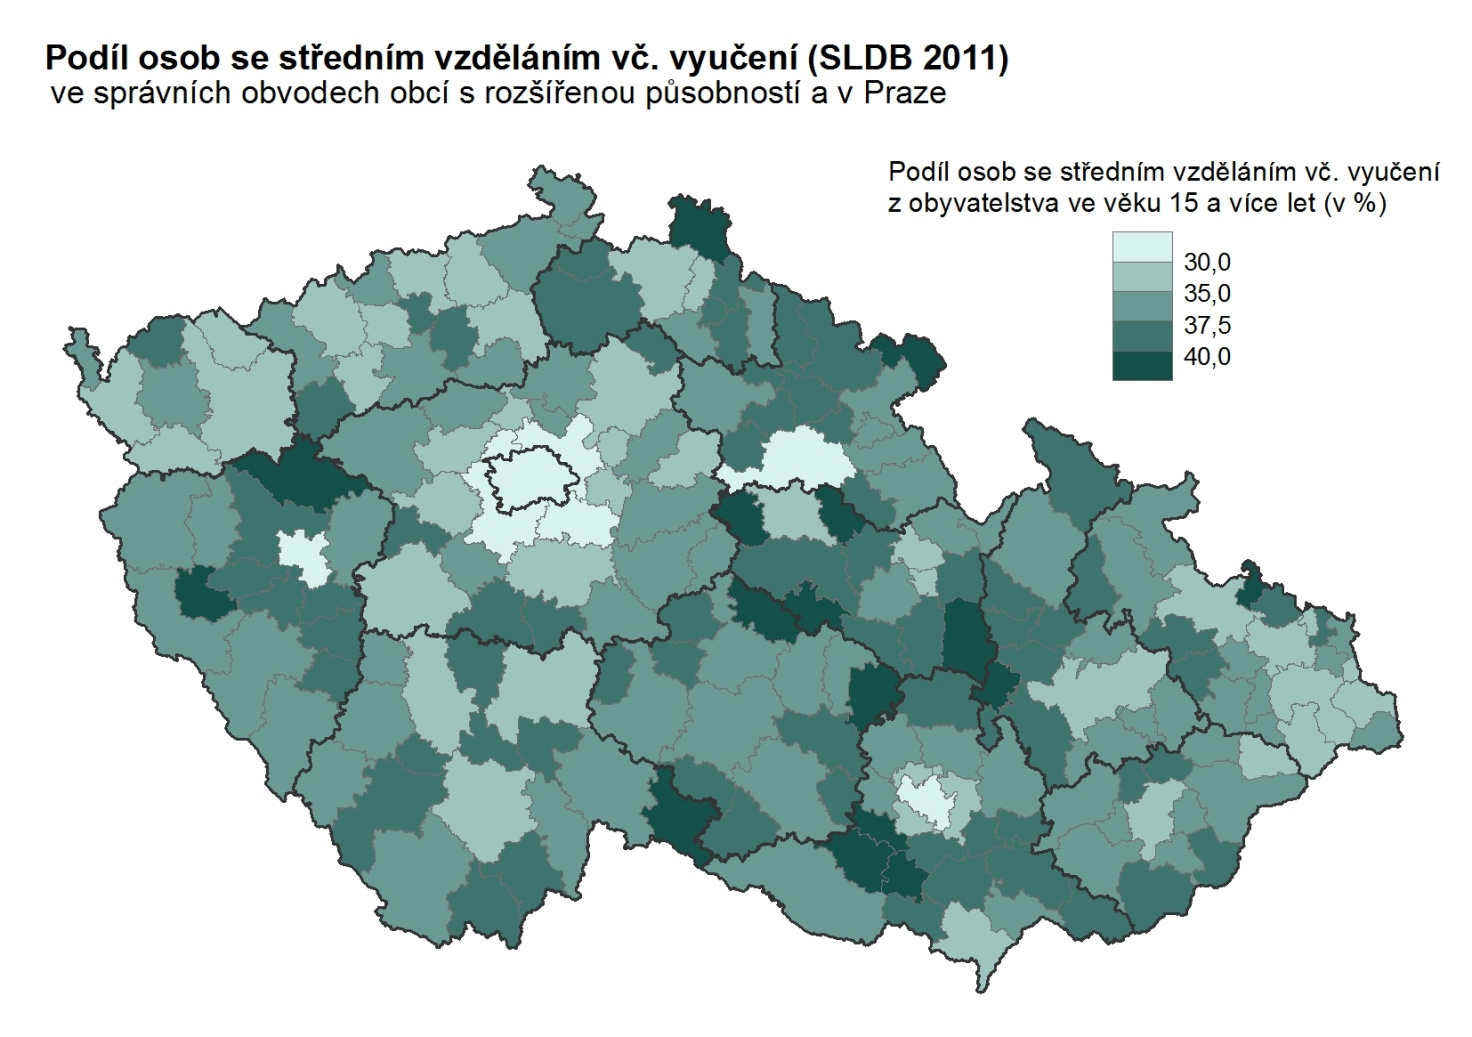 Podíl osob se středním vzděláním vč. vyučení (SLDB 2011)
ve správních obvodech obcí s rozšířenou působností a v Praze
Podíl osob se středním vzděláním vč. vyučení
z obyvatelstva ve věku 15 a více let (v %)
30,0
35,0
37,5
40,0